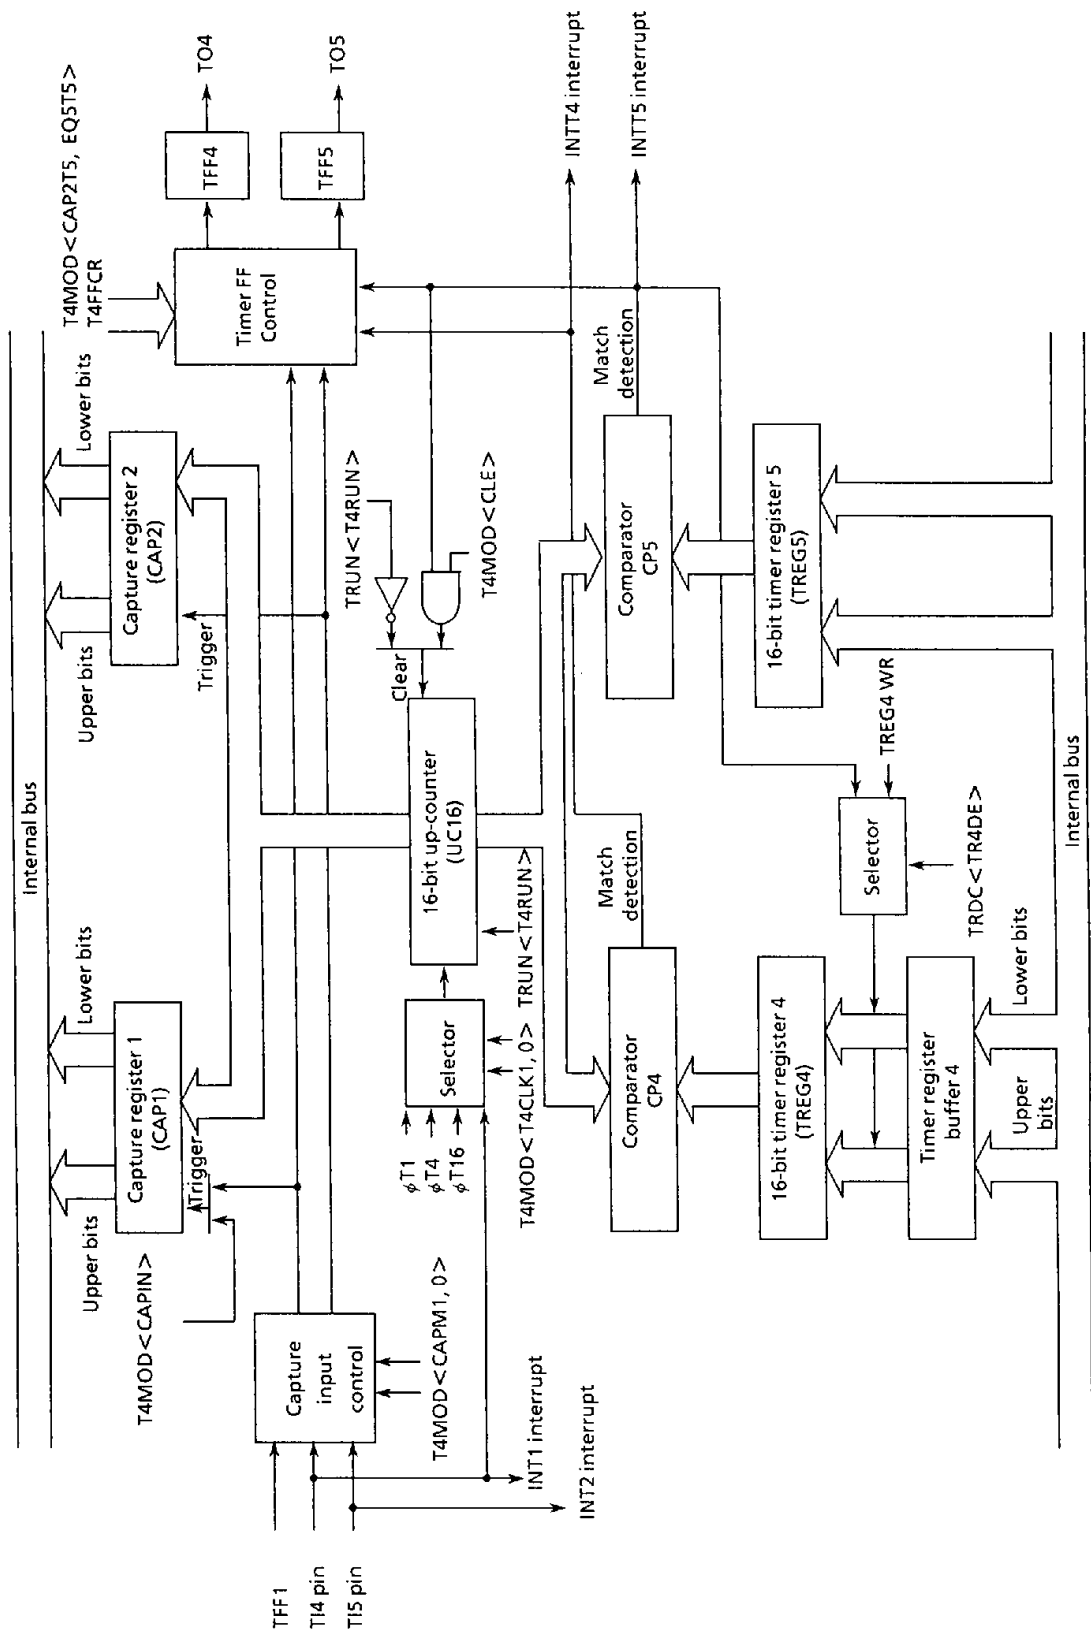 Internal bus
T4MOD<CAPIN>
Upper bits
Lower bits
Capture register 1
(CAP1)
Trigger
Upper bits
Lower bits
Capture register 2
(CAP2)
Trigger
T4MOD<CAP2T5, EQ5T5>
T4FFCR
TFF1
TI4 pin
TI5 pin
Capture
input
control
T4MOD<CAPM1, 0>
INT1 interrupt
INT2 interrupt
Timer FF
Control
TFF4
TO4
TFF5
TO5
TRUN<T4RUN>
T4MOD<CLE>
Clear
ϕT1
ϕT4
ϕT16
Selector
T4MOD<T4CLK1, 0>
TRUN<T4RUN>
16-bit up-counter
(UC16)
Comparator
CP4
Match
detection
Comparator
CP5
Match
detection
INTT4 interrupt
INTT5 interrupt
16-bit timer register 4
(TREG4)
16-bit timer register 5
(TREG5)
Selector
TREG4 WR
TRDC<TR4DE>
Timer register
buffer 4
Upper
bits
Lower bits
Internal bus